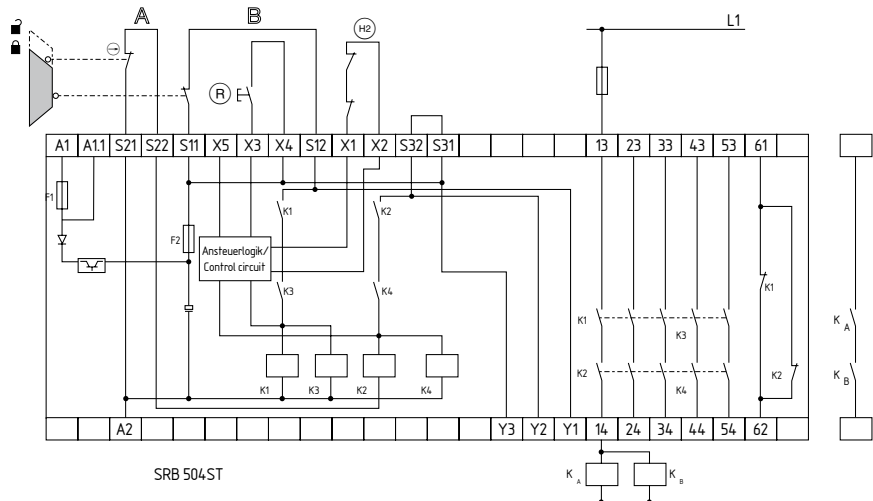 A B H2 L1
R
A1 A1.1 S21 S22 S11 X5 X3 X4 S12 X1 X2 S32 S31 13 23 33 43 53 61
F1 K1 K2
F2
Ansteuerlogik/
Control circuit
K3 K4 K1
K1 K3 K A
K2 K4 K2 K B
K1 K3 K2 K4
A2 Y3 Y2 Y1 14 24 34 44 54 62
SRB 504ST K A K B